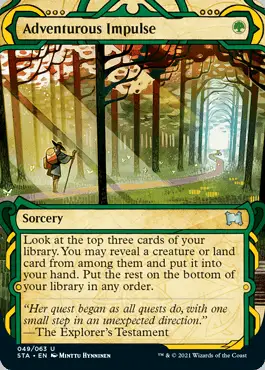 Adventurous Impulse
Sorcery
Look at the top three cards of your
library. You may reveal a creature or land
card from among them and put it into
your hand. Put the rest on the bottom of
your library in any order.
“Her quest began as all quests do, with one
small step in an unexpected direction.”
—The Explorer's Testament
049/063 U
STA • EN Minttu Hynninen
™ & © 2021 Wizards of the Coast